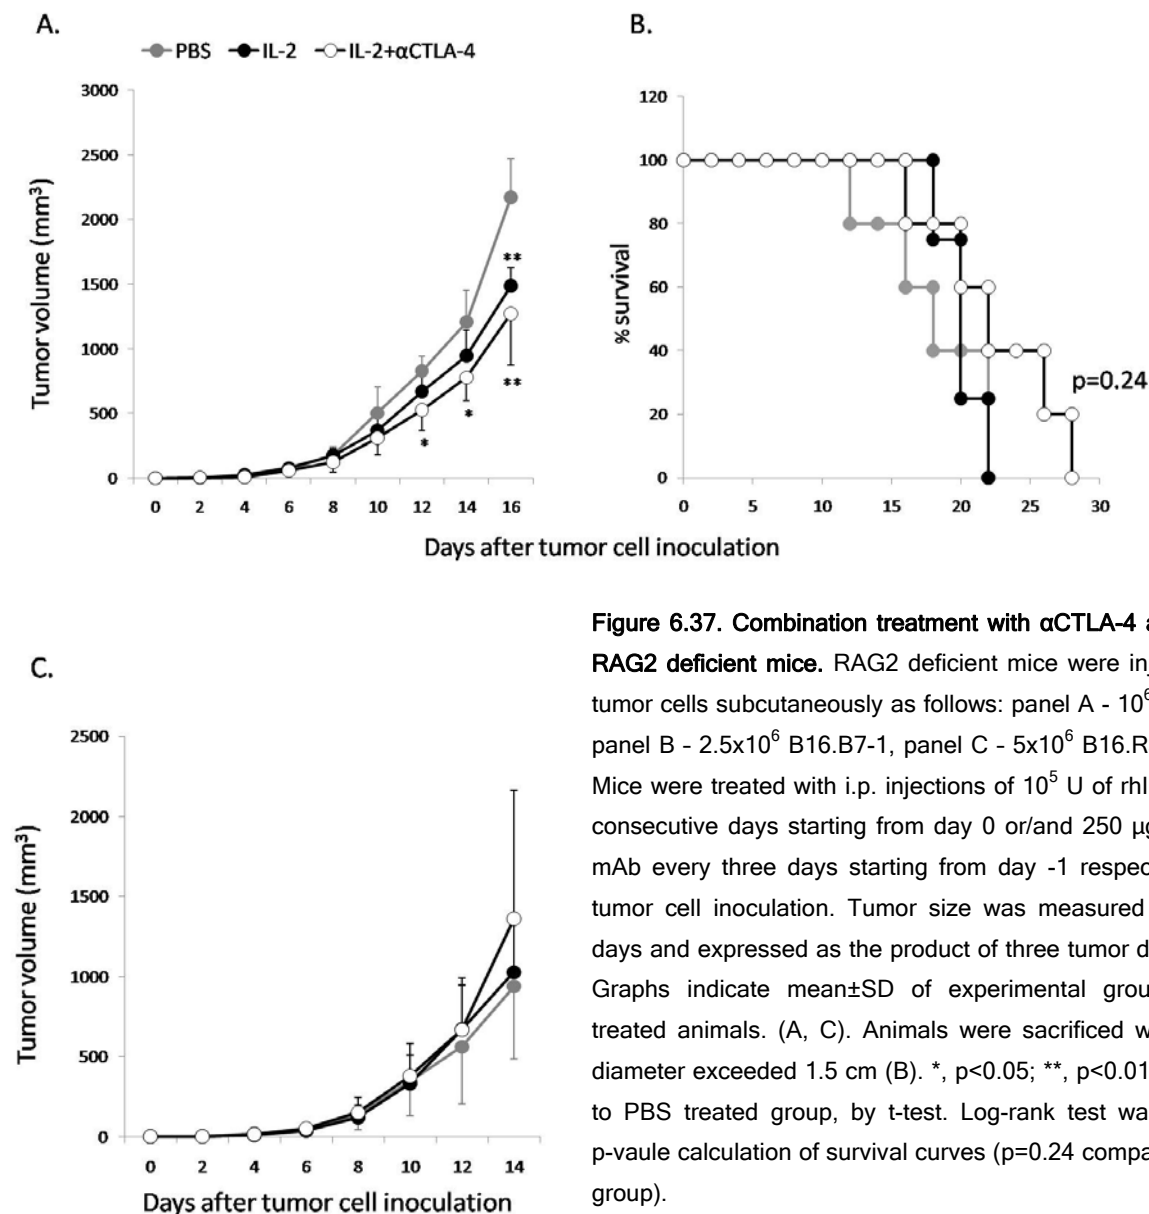 A.
B.
PBS IL-2 IL-2+αCTLA-4
3000
2500
2000
1500
1000
500
0
Tumor volume (mm³)
**
**
*
*
0 2 4 6 8 10 12 14 16
120
100
80
60
40
20
0
% survival
p=0.24
0 5 10 15 20 25 30
Days after tumor cell inoculation
C.
2500
2000
1500
1000
500
0
Tumor volume (mm³)
0 2 4 6 8 10 12 14
Days after tumor cell inoculation
Figure 6.37. Combination treatment with αCTLA-4
RAG2 deficient mice. RAG2 deficient mice were
tumor cells subcutaneously as follows: panel A - 10⁶
panel B - 2.5x10⁶ B16.B7-1, panel C - 5x10⁶
Mice were treated with i.p. injections of 10⁵ U of
consecutive days starting from day 0 or/and 250
mAb every three days starting from day -1
tumor cell inoculation. Tumor size was measured
days and expressed as the product of three tumor
Graphs indicate mean±SD of experimental
treated animals. (A, C). Animals were sacrificed
diameter exceeded 1.5 cm (B). *, p<0.05; **, p<0.01
to PBS treated group, by t-test. Log-rank test
p-vaule calculation of survival curves (p=0.24
group).